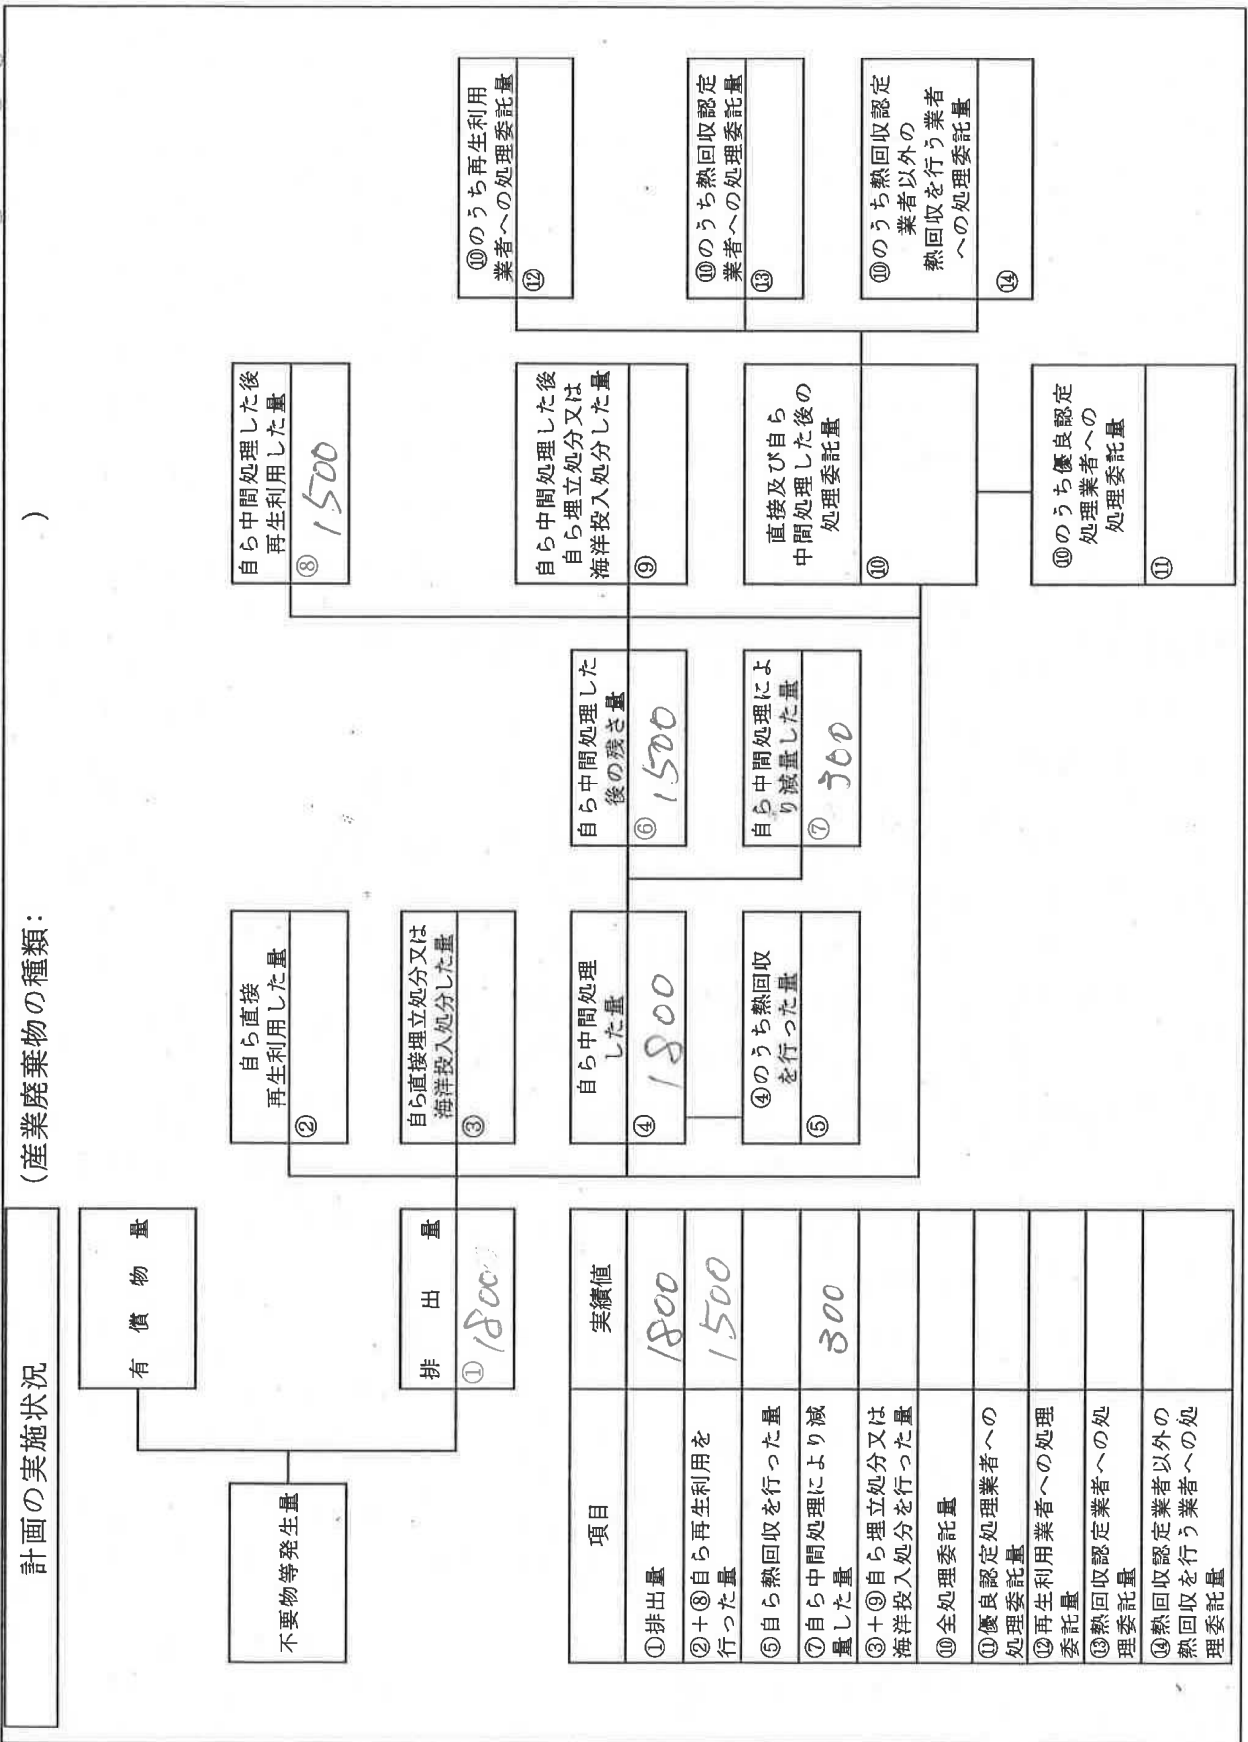 計画の実施状況
(産業廃棄物の種類: )
不要物等発生量
有償物量
排出量
① 1800
自ら直接
再生利用した量
②
自ら直接埋立処分又は
海洋投入処分した量
③
自ら中間処理
した量
④ 1800
④のうち熱回収
を行った量
⑤
自ら中間処理した
後の残さ量
⑥ 1500
自ら中間処理によ
り減量した量
⑦ 300
自ら中間処理した後
再生利用した量
⑧ 1500
自ら中間処理した後
自ら埋立処分又は
海洋投入処分した量
⑨
直接及び自ら
中間処理した後の
処理委託量
⑩
⑩のうち優良認定
処理業者への
処理委託量
⑪
⑩のうち再生利用
業者への処理委託量
⑫
⑩のうち熱回収認定
業者への処理委託量
⑬
⑩のうち熱回収認定
業者以外の
熱回収を行う業者
への処理委託量
⑭
項目 実績値
①排出量 1800
②+⑧自ら再生利用を
行った量 1500
⑤自ら熱回収を行った量
⑦自ら中間処理により減
量した量 300
③+⑨自ら埋立処分又は
海洋投入処分を行った量
⑩全処理委託量
⑪優良認定処理業者への
処理委託量
⑫再生利用業者への処理
委託量
⑬熱回収認定業者への処
理委託量
⑭熱回収認定業者以外の
熱回収を行う業者への処
理委託量